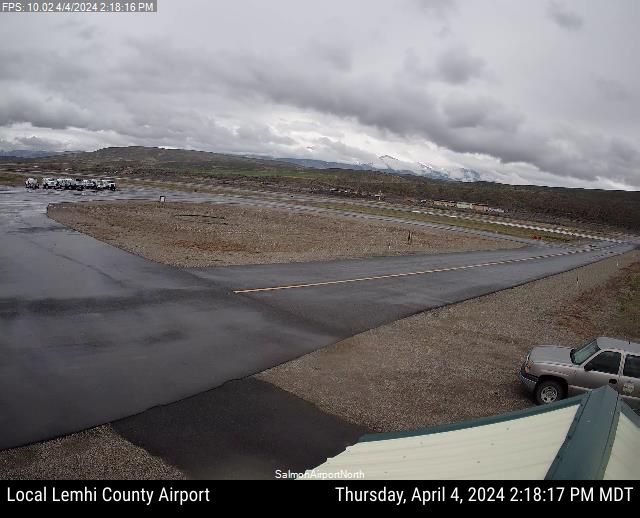 FPS: 10.02 4/4/2024 2:18:16 PM
SalmonAirportNorth
Local Lemhi County Airport Thursday, April 4, 2024 2:18:17 PM MDT